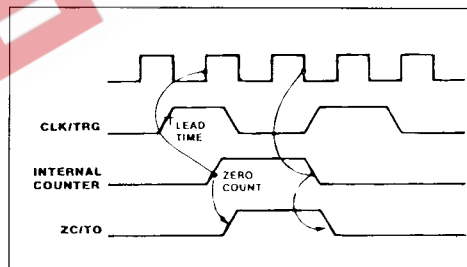 CLK/TRG
LEAD
TIME
INTERNAL
COUNTER
ZERO
COUNT
ZC/TO